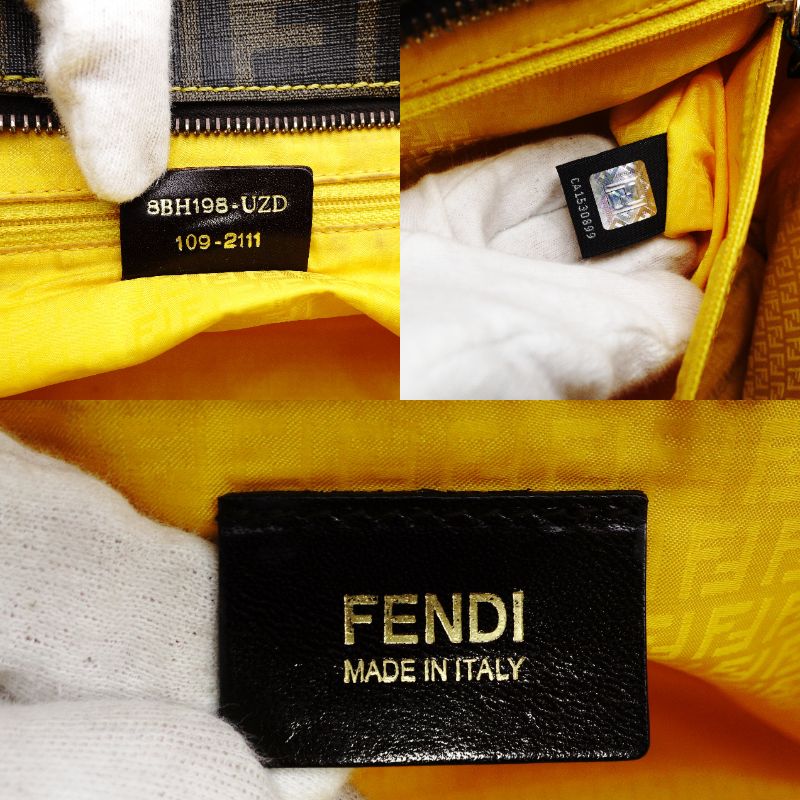 8BH198-UZD
109-2111
CA1530899
FENDI
MADE IN ITALY